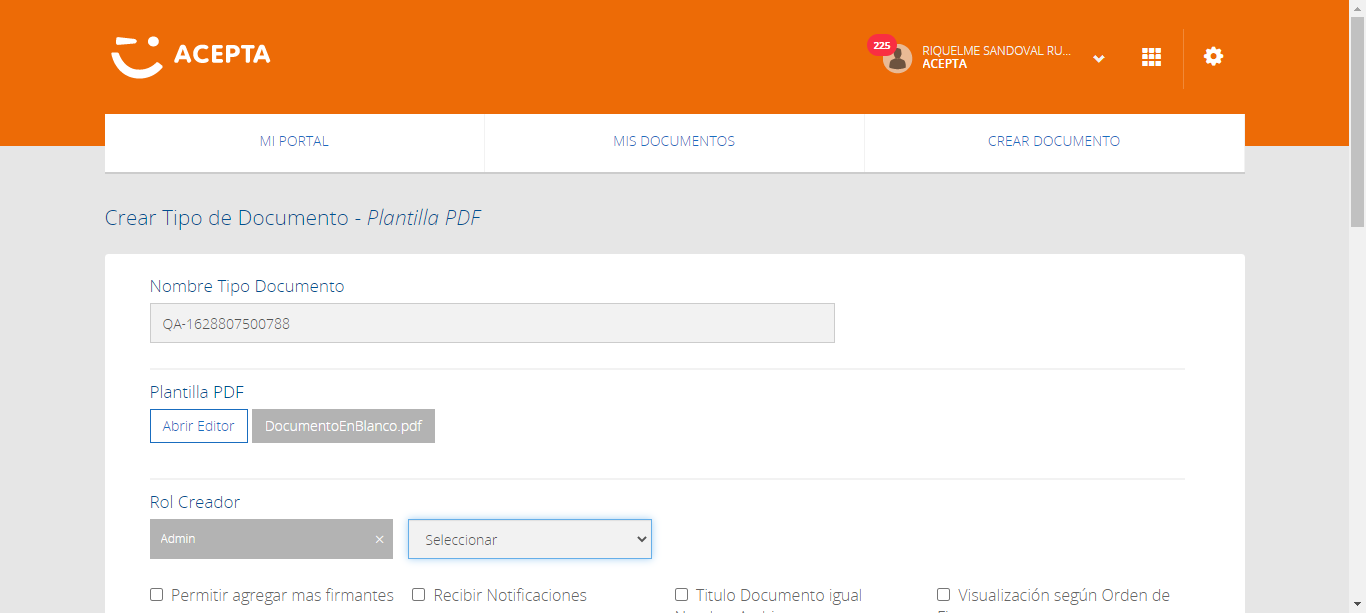 ACEPTA
225
RIQUELME SANDOVAL RU...
ACEPTA
MI PORTAL
MIS DOCUMENTOS
CREAR DOCUMENTO
Crear Tipo de Documento - Plantilla PDF
Nombre Tipo Documento
QA-1628807500788
Plantilla PDF
Abrir Editor
DocumentoEnBlanco.pdf
Rol Creador
Admin ×
Seleccionar
Permitir agregar mas firmantes
Recibir Notificaciones
Titulo Documento igual
Visualización según Orden de